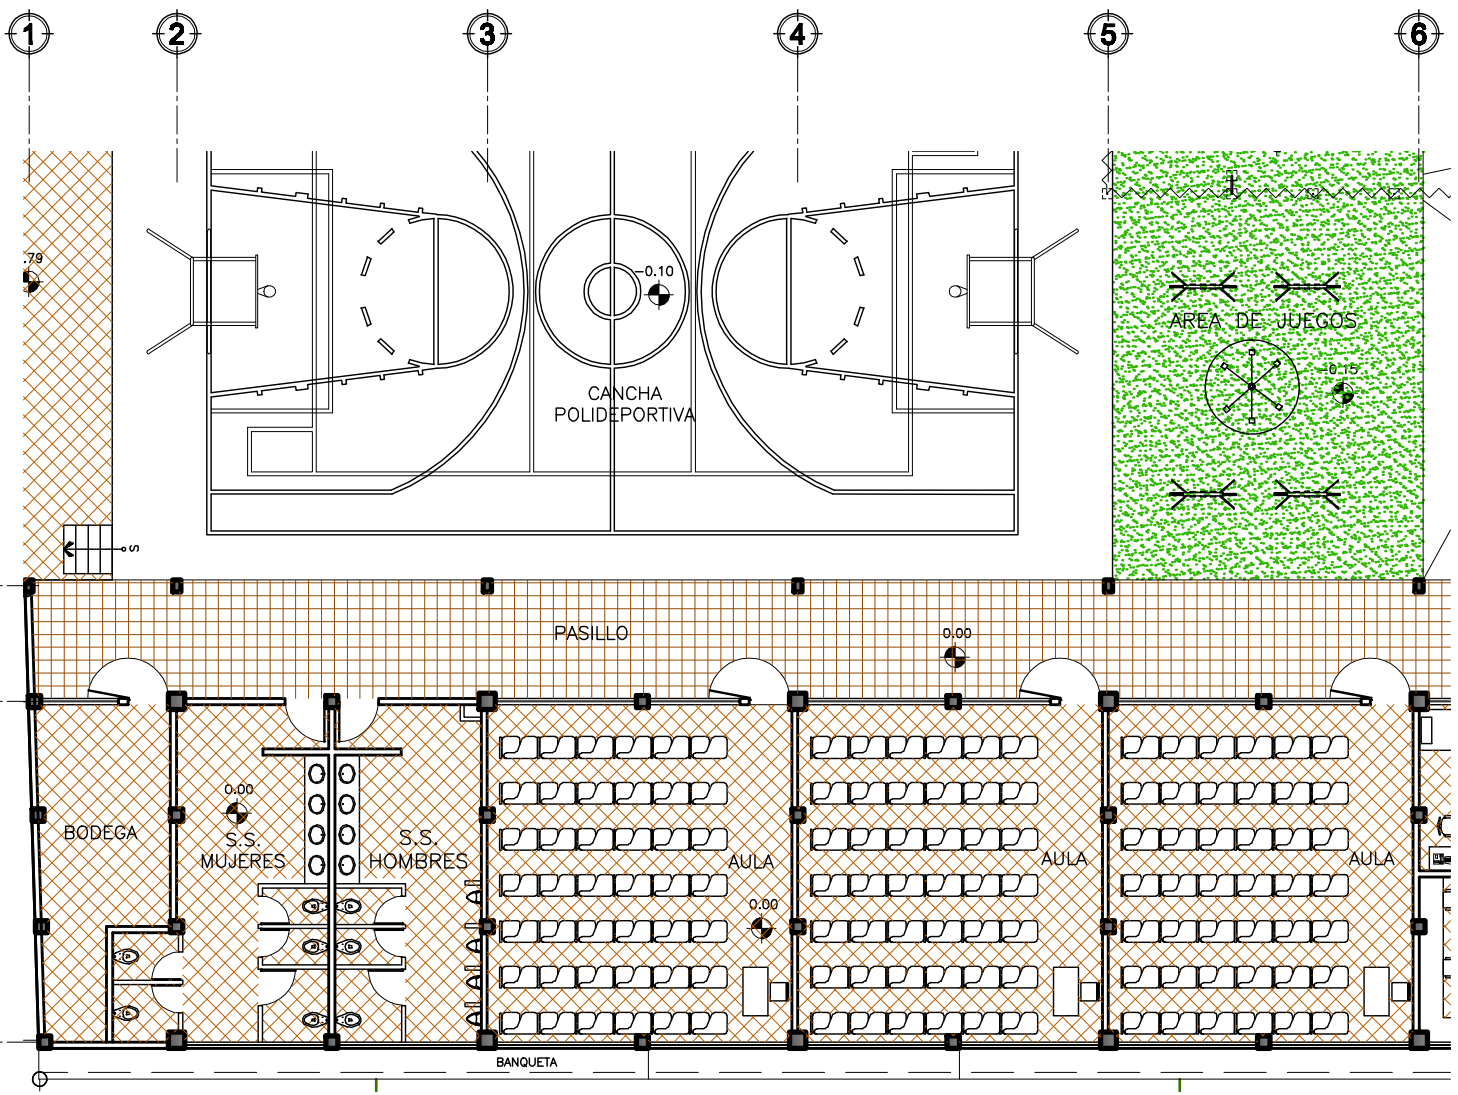 1 2 3 4 5 6
.79
-0.10
CANCHA
POLIDEPORTIVA
AREA DE JUEGOS
-0.15
S
PASILLO
0.00
0.00
BODEGA
S.S.
MUJERES
S.S.
HOMBRES
AULA
AULA
AULA
0.00
BANQUETA